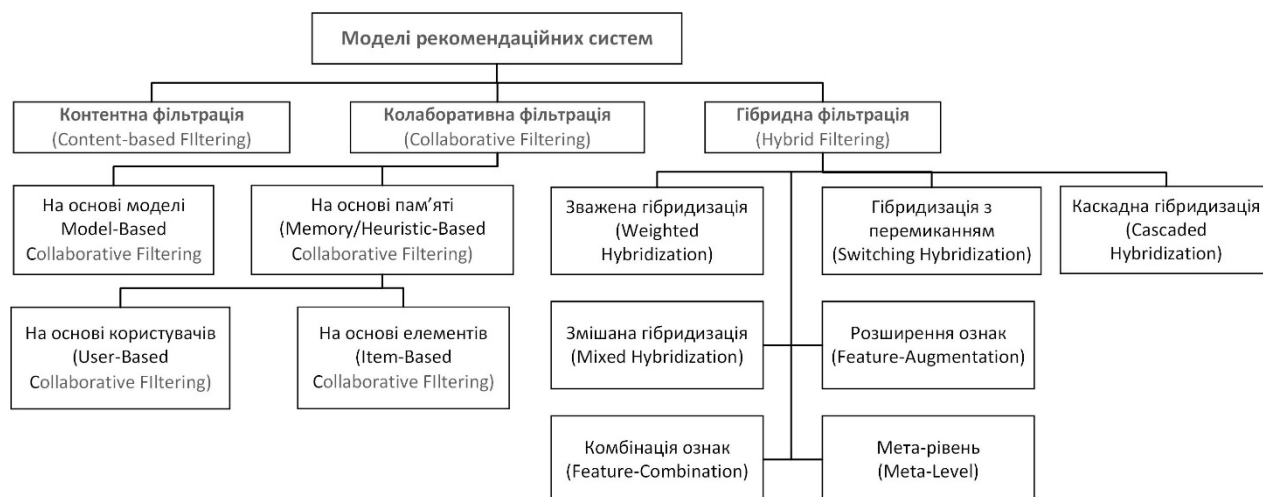 Моделі рекомендаційних систем
Контентна фільтрація
(Content-based FIltering)
Колаборативна фільтрація
(Collaborative Filtering)
Гібридна фільтрація
(Hybrid Filtering)
На основі моделі
Model-Based
Collaborative Filtering
На основі пам’яті
(Memory/Heuristic-Based
Collaborative Filtering)
Зважена гібридизація
(Weighted
Hybridization)
Гібридизація з
перемиканням
(Switching Hybridization)
Каскадна гібридизація
(Cascaded
Hybridization)
На основі користувачів
(User-Based
Collaborative FIltering)
На основі елементів
(Item-Based
Collaborative FIltering)
Змішана гібридизація
(Mixed Hybridization)
Розширення ознак
(Feature-Augmentation)
Комбінація ознак
(Feature-Combination)
Мета-рівень
(Meta-Level)